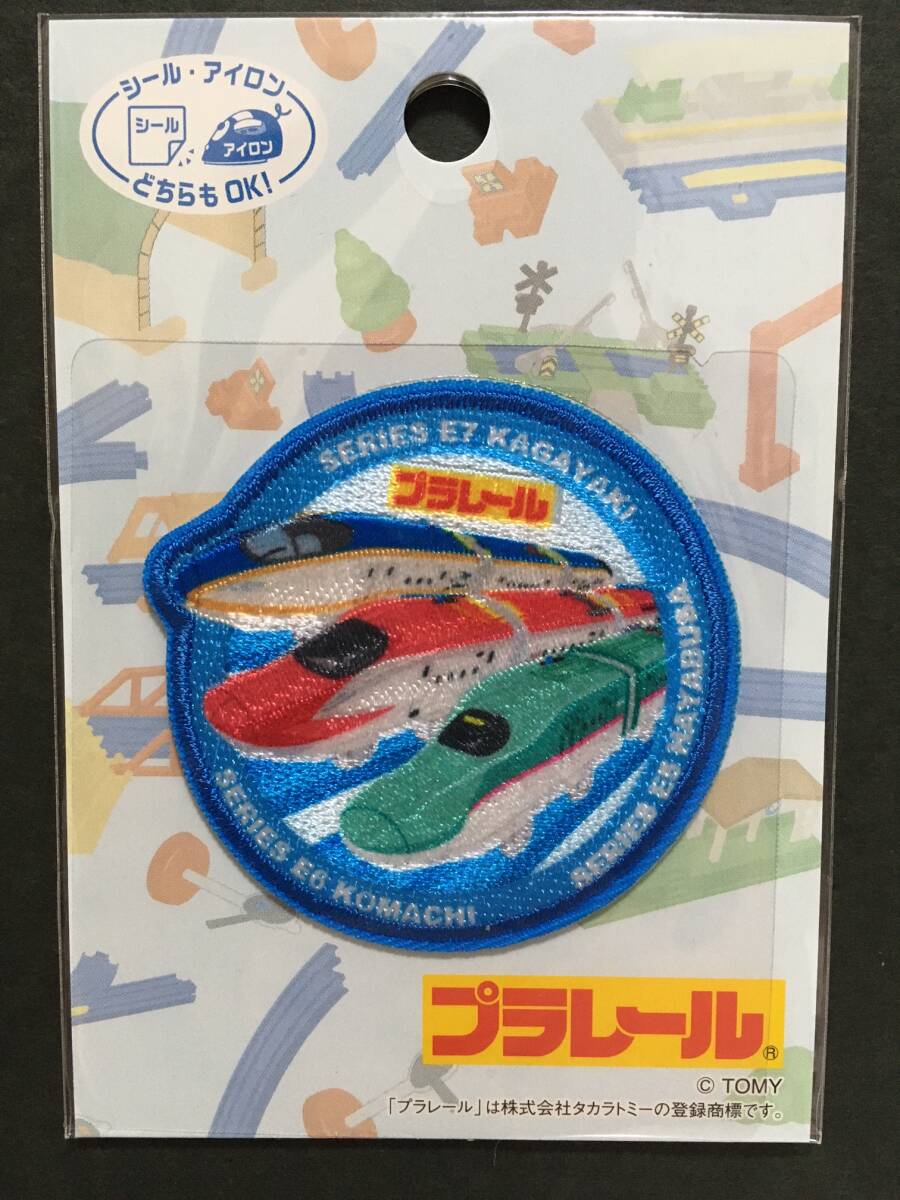 シール・アイロン
シール
アイロン
どちらも OK!
SERIES E7 KAGAYAKI
プラレール
SERIES E5 HAYABUSA
SERIES E6 KOMACHI
プラレール®
© TOMY
「プラレール」は株式会社タカラトミーの登録商標です。